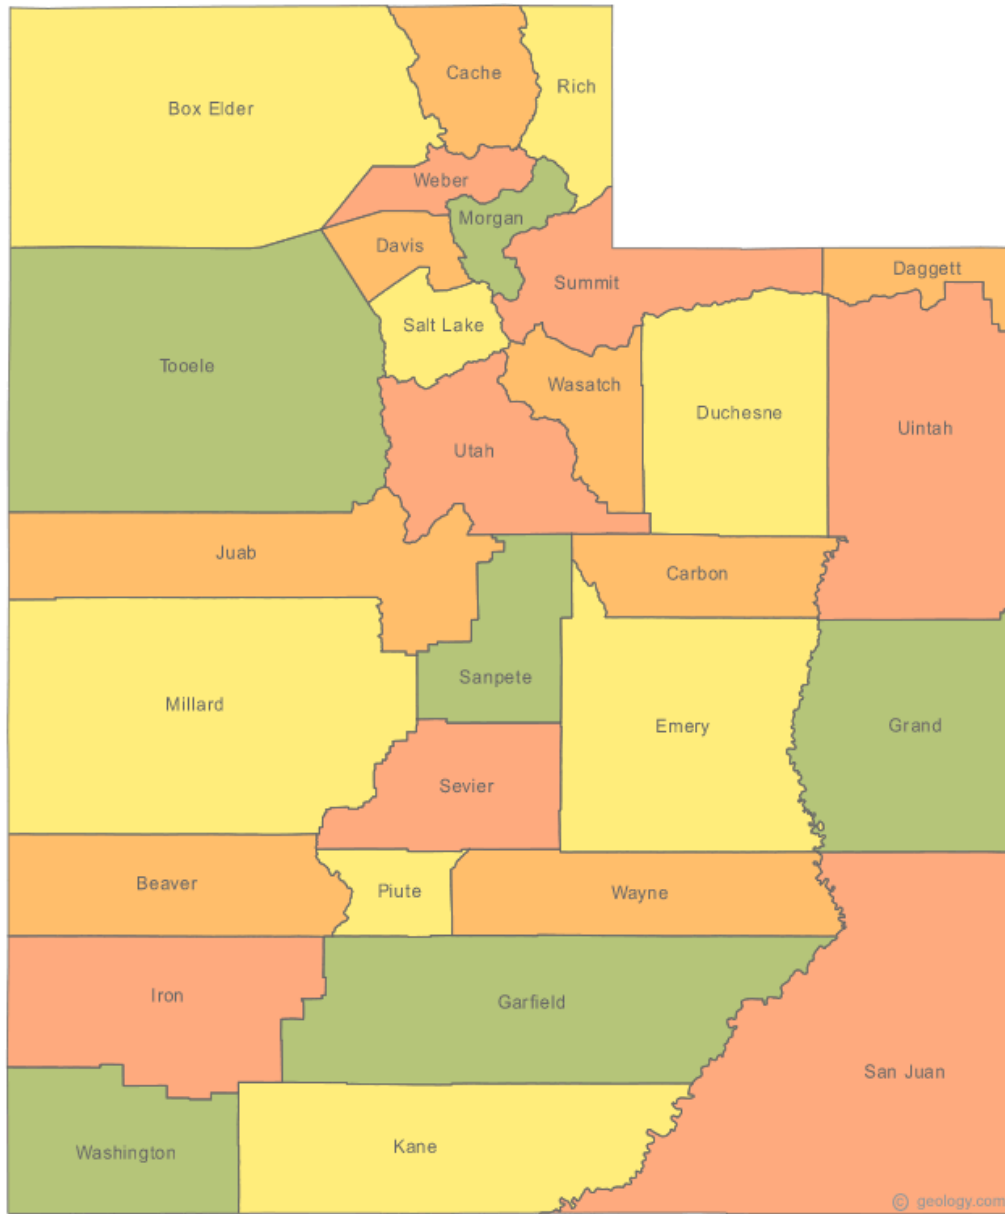 Cache
Rich
Box Elder
Weber
Morgan
Davis
Daggett
Summit
Salt Lake
Tooele
Wasatch
Duchesne
Uintah
Utah
Juab
Carbon
Sanpete
Millard
Emery
Grand
Sevier
Beaver
Piute
Wayne
Iron
Garfield
San Juan
Kane
Washington
© geology.com